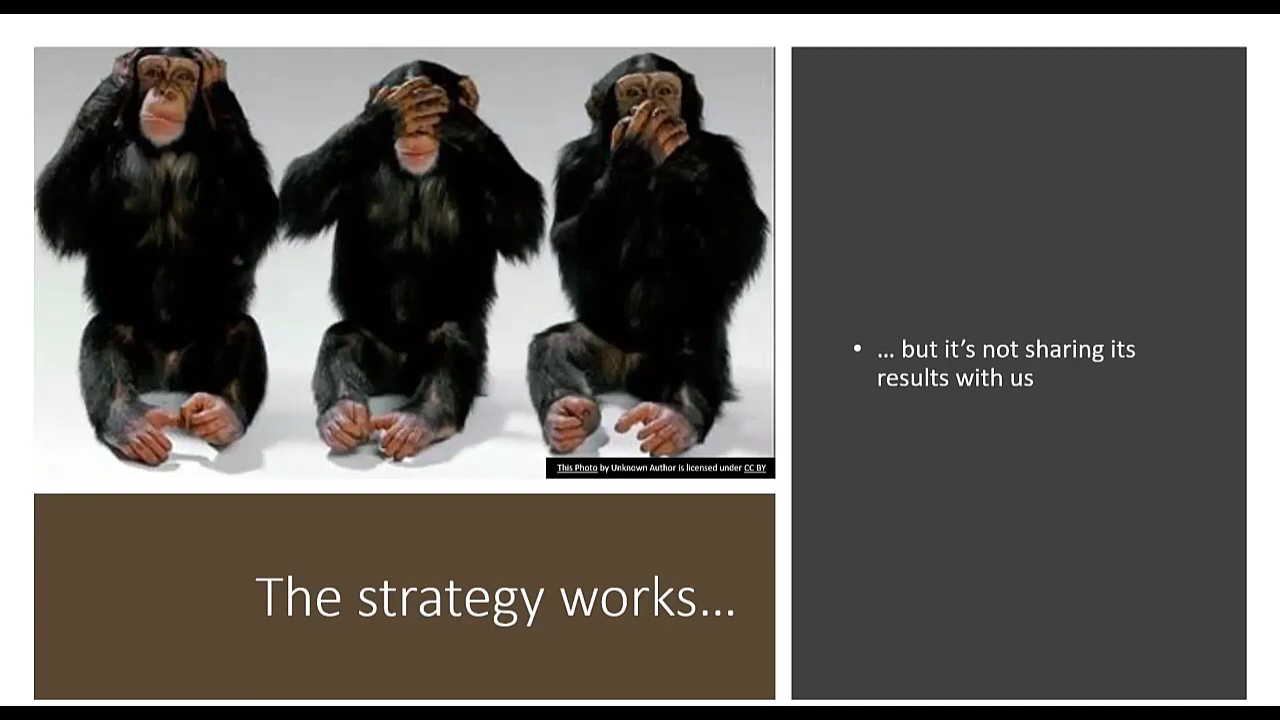 This Photo by Unknown Author is licensed under CC BY
The strategy works...
• ... but it’s not sharing its
results with us